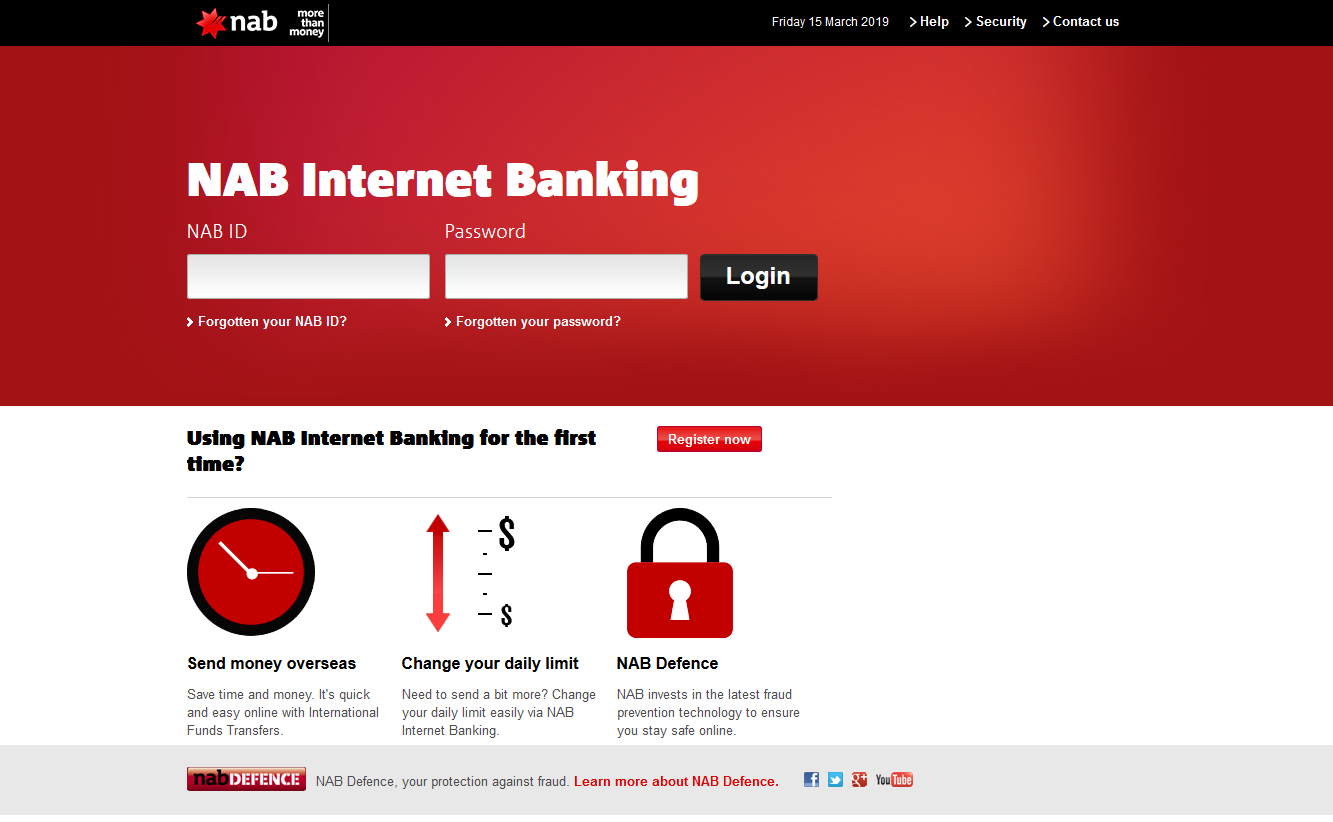 nab
more
than
money
Friday 15 March 2019
Help
Security
Contact us
NAB Internet Banking
NAB ID
Password
Login
Forgotten your NAB ID?
Forgotten your password?
Using NAB Internet Banking for the first
time?
Register now
$
$
Send money overseas
Save time and money. It's quick
and easy online with International
Funds Transfers.
Change your daily limit
Need to send a bit more? Change
your daily limit easily via NAB
Internet Banking.
NAB Defence
NAB invests in the latest fraud
prevention technology to ensure
you stay safe online.
nabDEFENCE
NAB Defence, your protection against fraud. Learn more about NAB Defence.
f
g+
YouTube